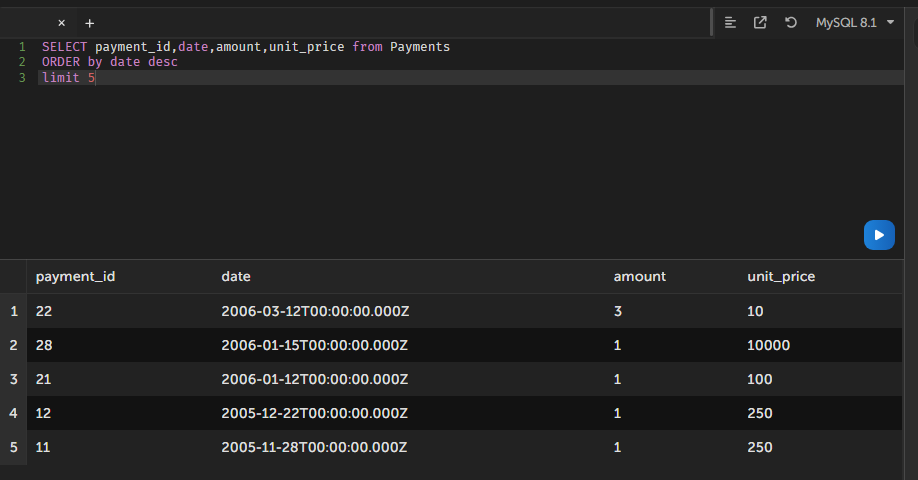 × +
MySQL 8.1
1 SELECT payment_id,date,amount,unit_price from Payments
2 ORDER by date desc
3 limit 5
payment_id date amount unit_price
1 22 2006-03-12T00:00:00.000Z 3 10
2 28 2006-01-15T00:00:00.000Z 1 10000
3 21 2006-01-12T00:00:00.000Z 1 100
4 12 2005-12-22T00:00:00.000Z 1 250
5 11 2005-11-28T00:00:00.000Z 1 250